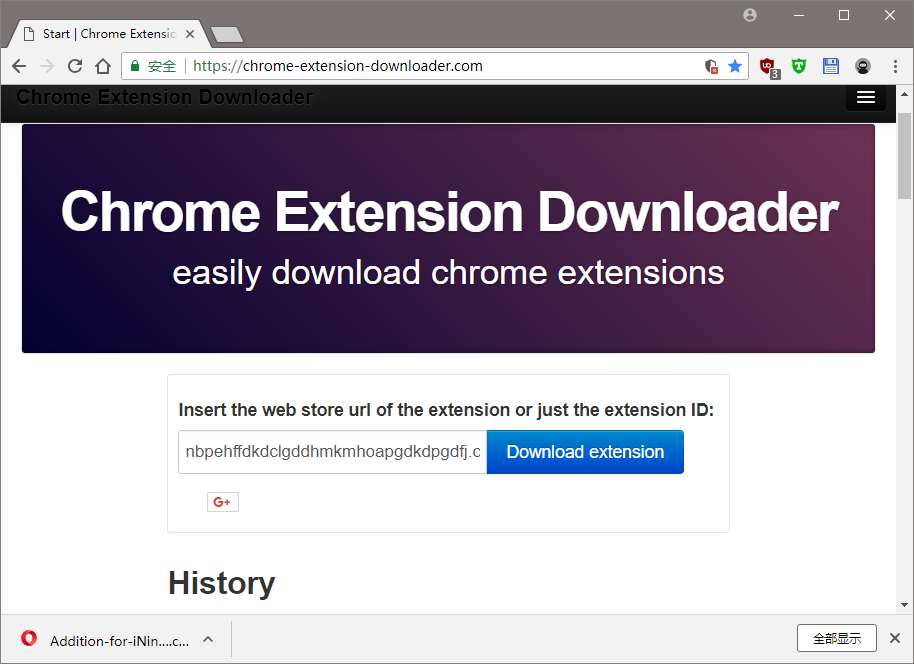 Start | Chrome Extensio
安全 | https://chrome-extension-downloader.com
3
Chrome Extension Downloader
Chrome Extension Downloader
easily download chrome extensions
Insert the web store url of the extension or just the extension ID:
nbpehffdkdclgddhmkmhoapgdkdpgdfj.c
Download extension
G+
History
Addition-for-iNin....c...
全部显示